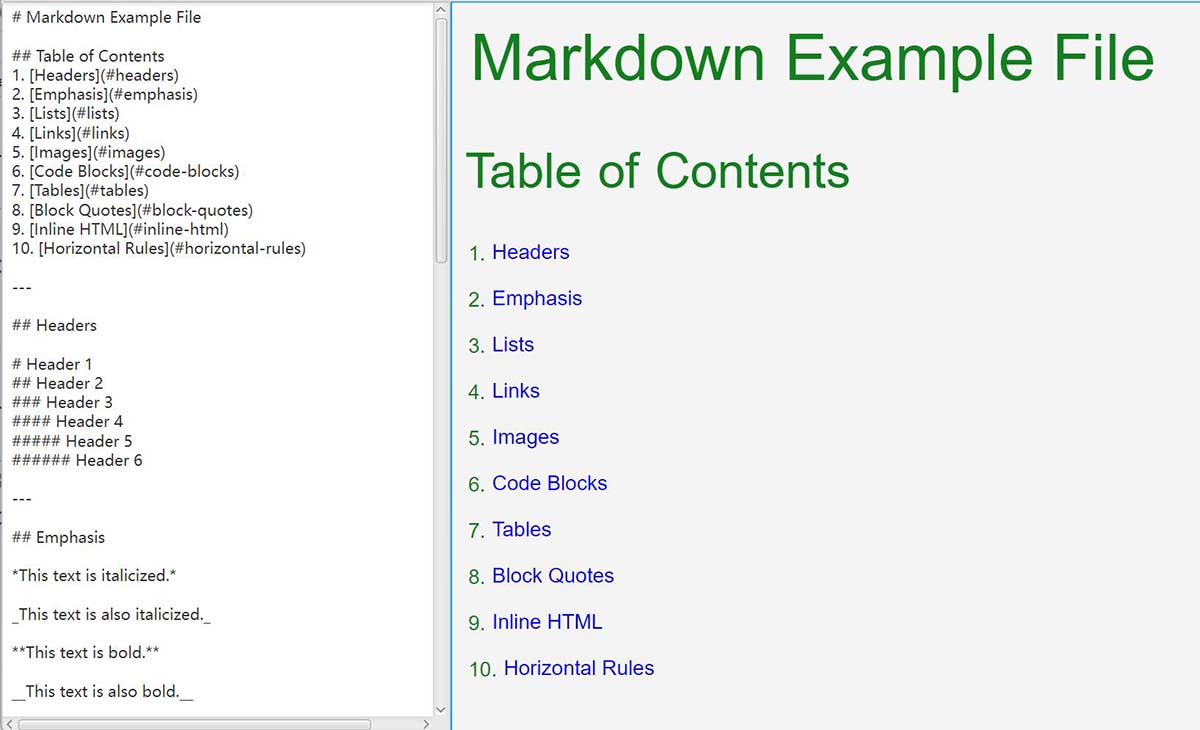 # Markdown Example File
## Table of Contents
1. [Headers](#headers)
2. [Emphasis](#emphasis)
3. [Lists](#lists)
4. [Links](#links)
5. [Images](#images)
6. [Code Blocks](#code-blocks)
7. [Tables](#tables)
8. [Block Quotes](#block-quotes)
9. [Inline HTML](#inline-html)
10. [Horizontal Rules](#horizontal-rules)
---
## Headers
# Header 1
## Header 2
### Header 3
#### Header 4
##### Header 5
###### Header 6
---
## Emphasis
*This text is italicized.*
_This text is also italicized._
**This text is bold.**
__This text is also bold.__
Markdown Example File
Table of Contents
1. Headers
2. Emphasis
3. Lists
4. Links
5. Images
6. Code Blocks
7. Tables
8. Block Quotes
9. Inline HTML
10. Horizontal Rules